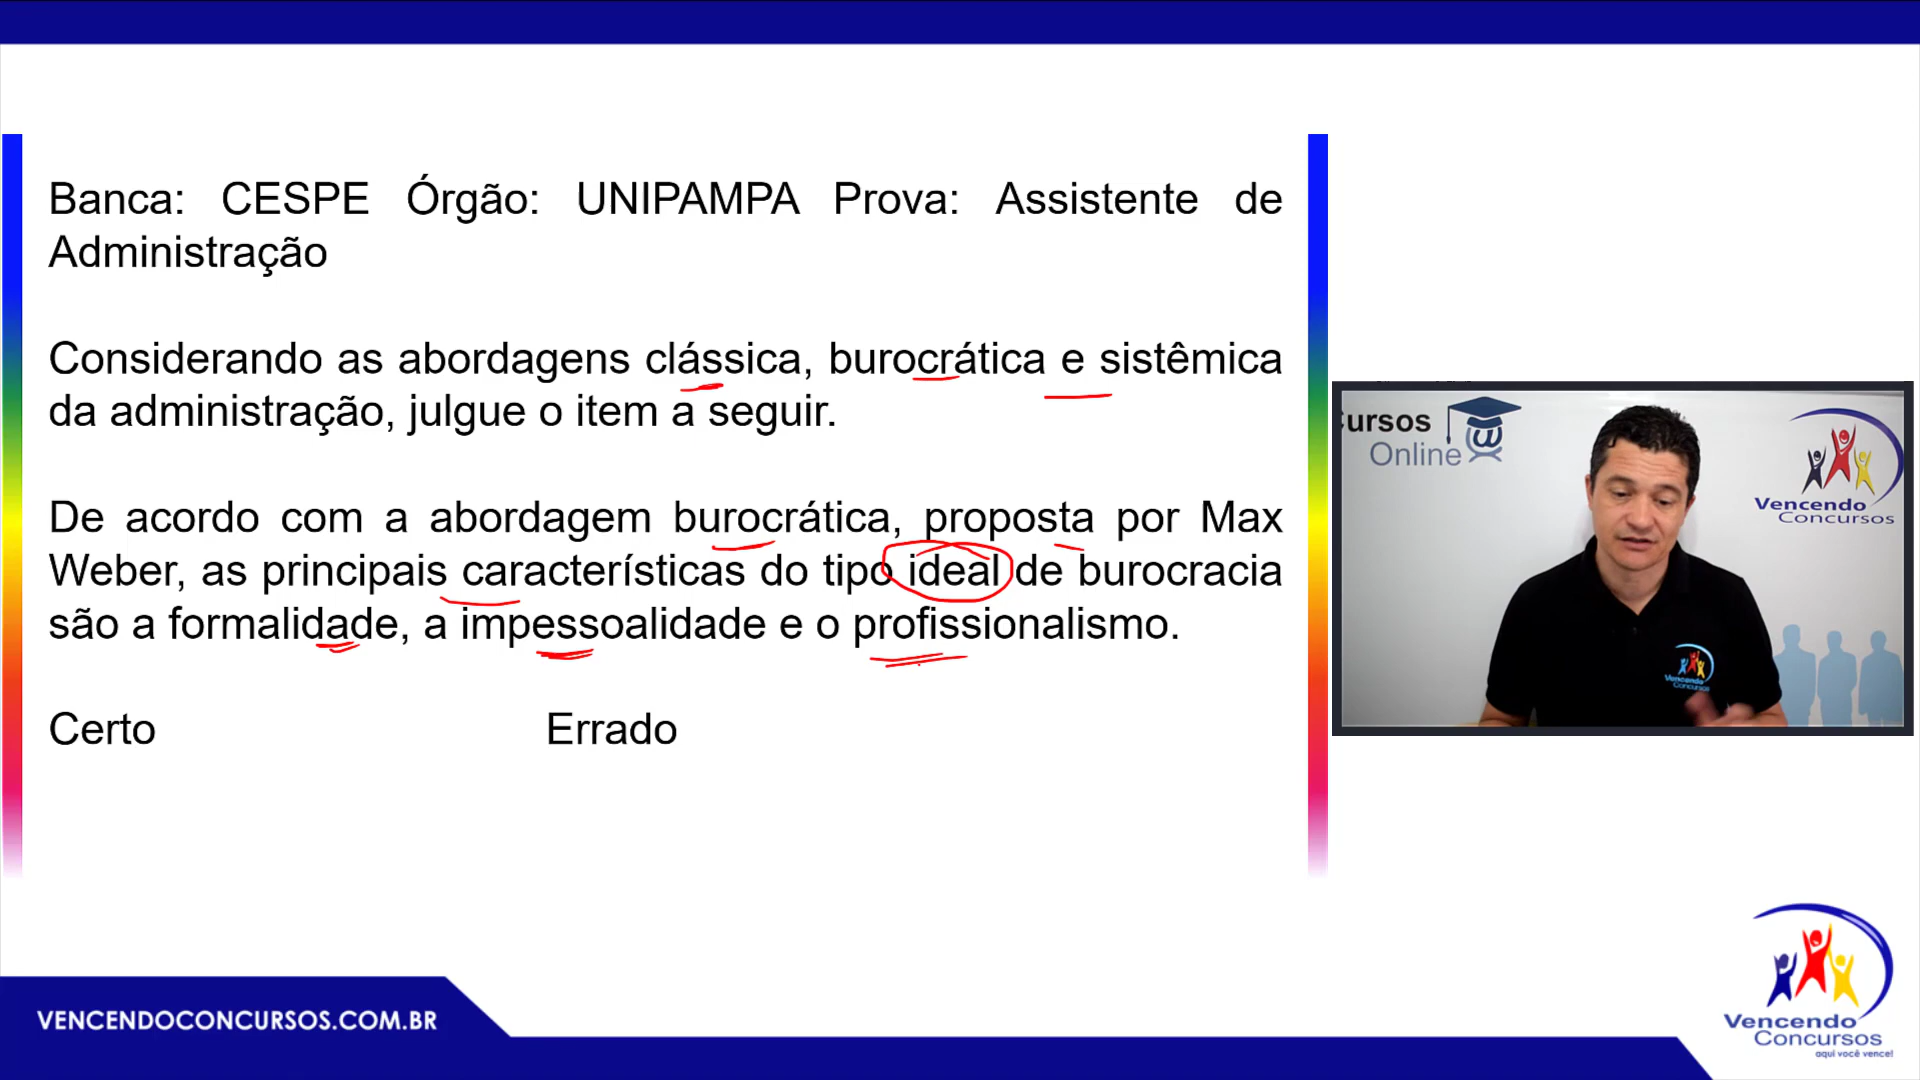 Banca: CESPE Órgão: UNIPAMPA Prova: Assistente de
Administração
Considerando as abordagens clássica, burocrática e sistêmica
da administração, julgue o item a seguir.
De acordo com a abordagem burocrática, proposta por Max
Weber, as principais características do tipo ideal de burocracia
são a formalidade, a impessoalidade e o profissionalismo.
Certo Errado
ursos
Online
Vencendo
Concursos
Vencendo
Concursos
VENCENDOCONCURSOS.COM.BR
Vencendo
Concursos
aqui você vence!